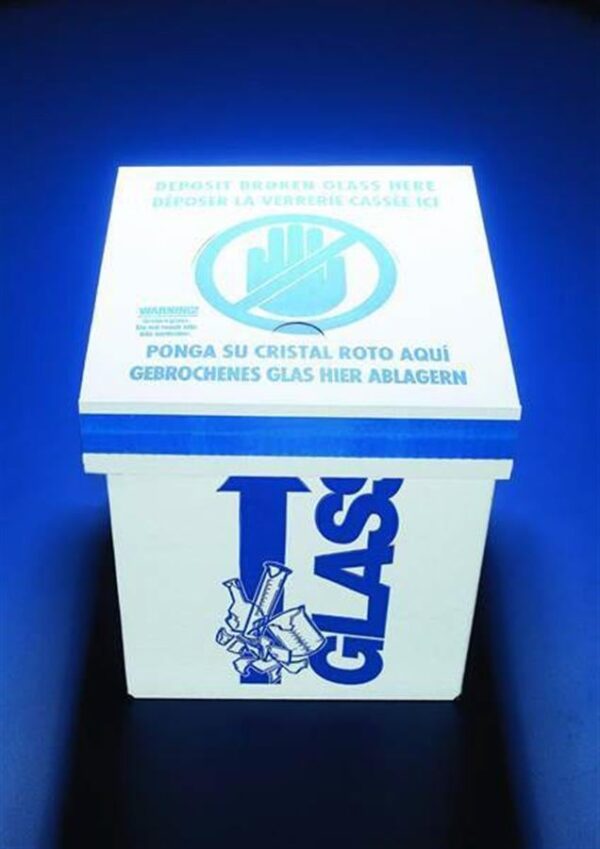 DEPOSIT BROKEN GLASS HERE
DÉPOSER LA VERRERIE CASSÉE ICI
WARNING!
PONGA SU CRISTAL ROTO AQUÍ
GEBROCHENES GLAS HIER ABLAGERN
GLASS